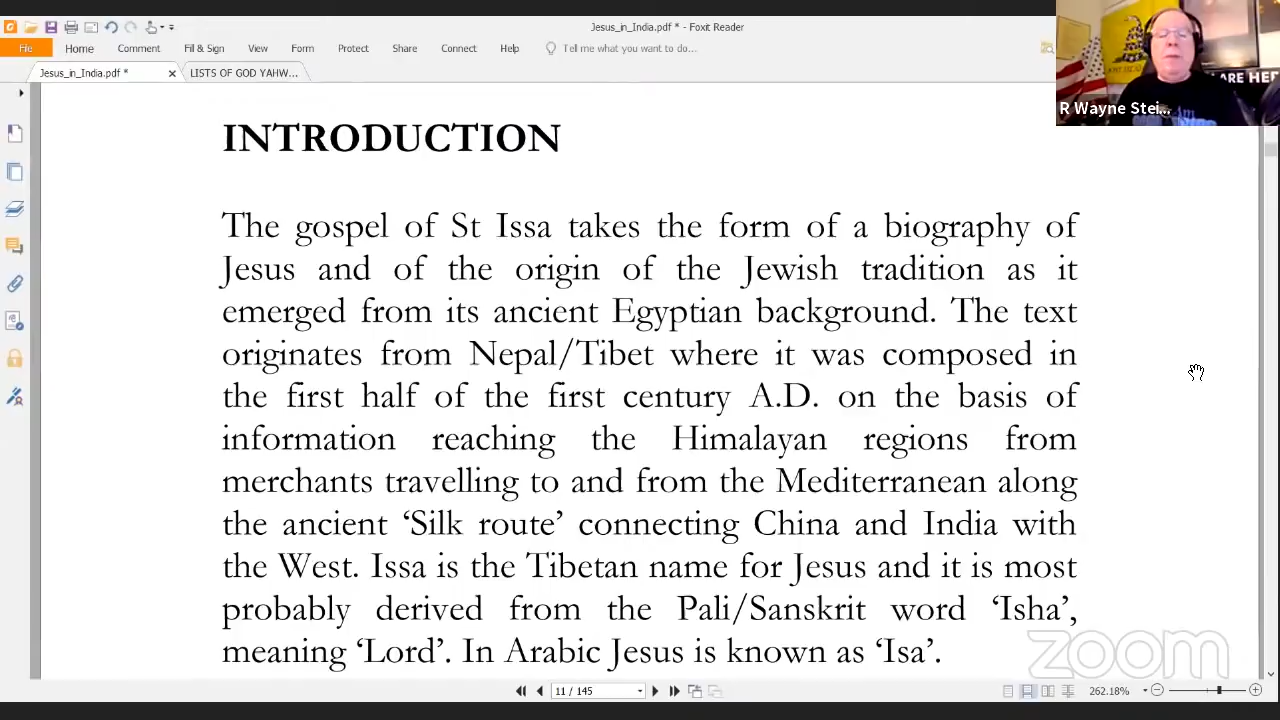 Jesus_in_India.pdf * - Foxit Reader
File Home Comment Fill & Sign View Form Protect Share Connect Help Tell me what you want to do...
Jesus_in_India.pdf * LISTS OF GOD YAHW...
ARE HE
R Wayne Stei...
INTRODUCTION
The gospel of St Issa takes the form of a biography of
Jesus and of the origin of the Jewish tradition as it
emerged from its ancient Egyptian background. The text
originates from Nepal/Tibet where it was composed in
the first half of the first century A.D. on the basis of
information reaching the Himalayan regions from
merchants travelling to and from the Mediterranean along
the ancient ‘Silk route’ connecting China and India with
the West. Issa is the Tibetan name for Jesus and it is most
probably derived from the Pali/Sanskrit word ‘Isha’,
meaning ‘Lord’. In Arabic Jesus is known as ‘Isa’.
zoom
11 / 145 262.18%